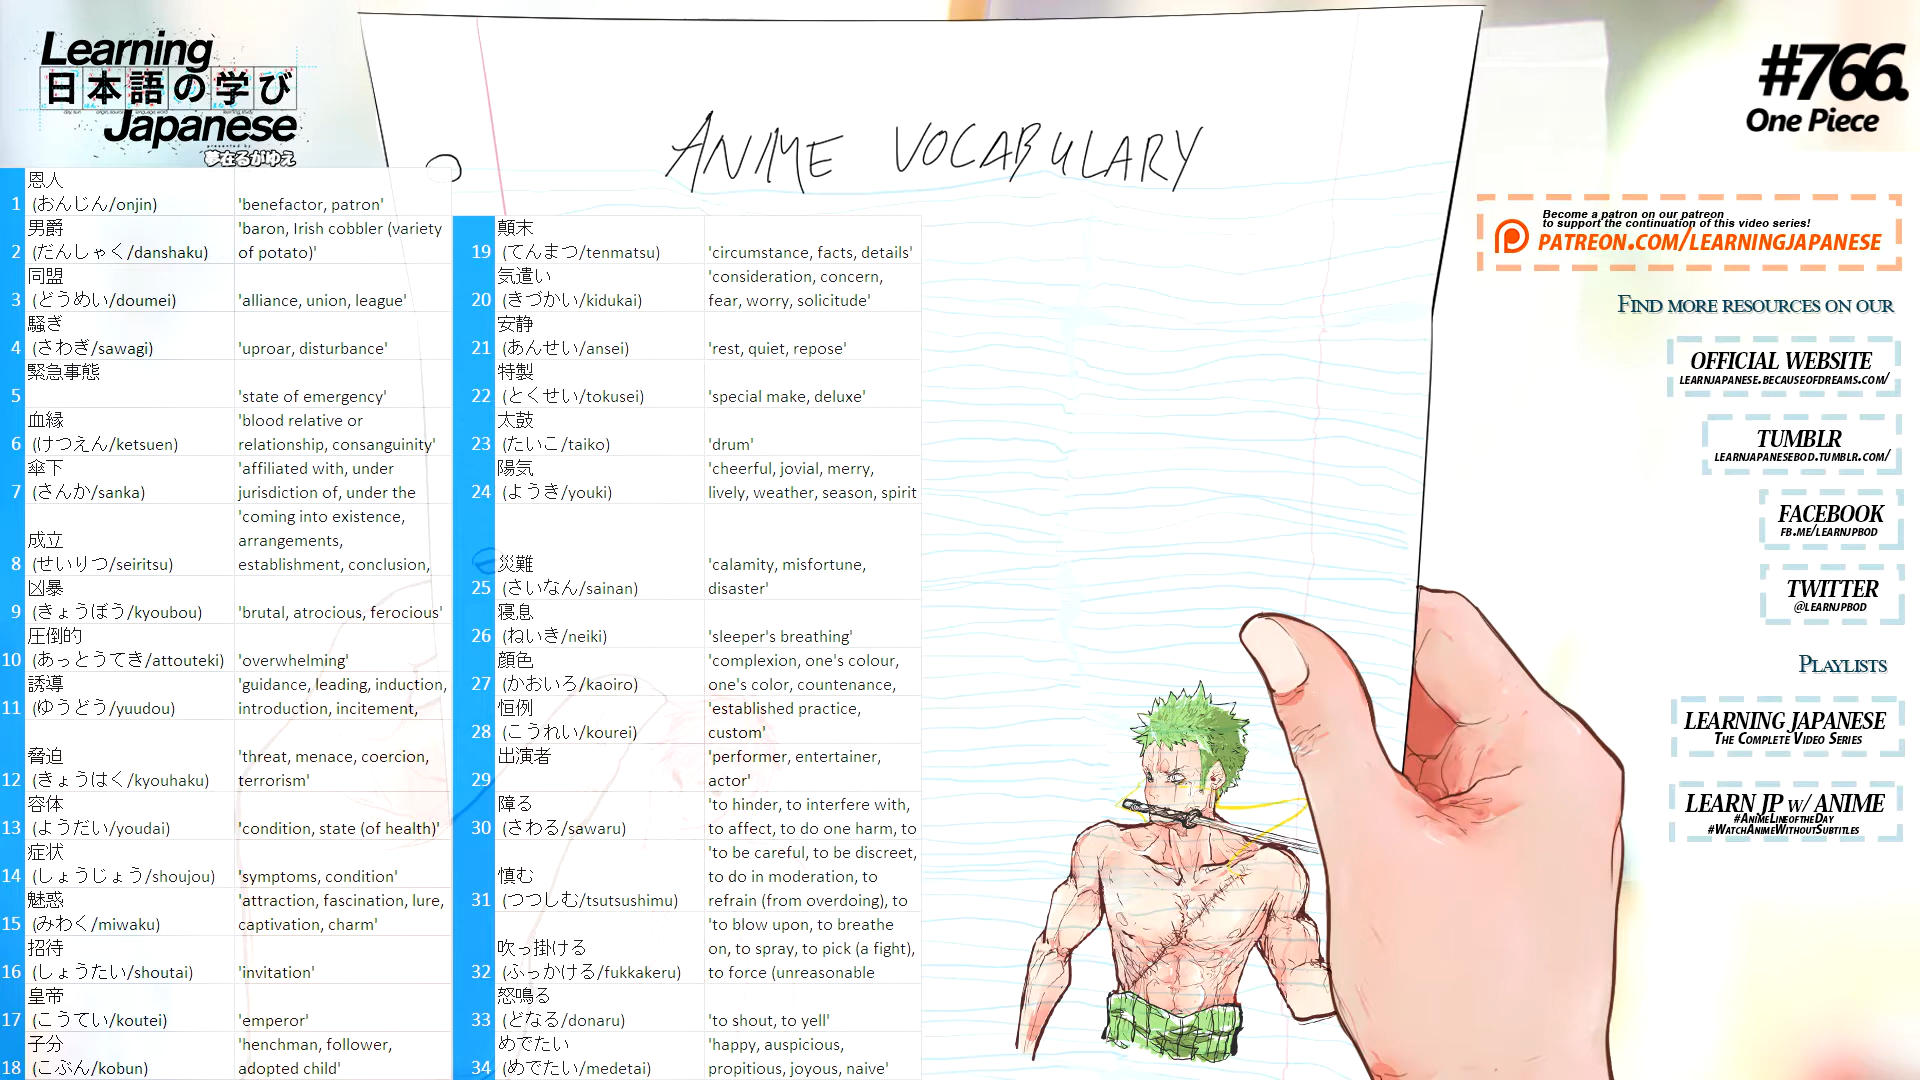 Learning
日本語の学び
Japanese
presented by
夢在るがゆえ
ANIME VOCABULARY
#766.
One Piece
1 恩人
(おんじん/onjin) 'benefactor, patron'
2 男爵
(だんしゃく/danshaku) 'baron, Irish cobbler (variety
of potato)'
3 同盟
(どうめい/doumei) 'alliance, union, league'
4 騒ぎ
(さわぎ/sawagi) 'uproar, disturbance'
5 緊急事態
'state of emergency'
6 血縁
(けつえん/ketsuen) 'blood relative or
relationship, consanguinity'
7 傘下
(さんか/sanka) 'affiliated with, under
jurisdiction of, under the
8 成立
(せいりつ/seiritsu) 'coming into existence,
arrangements,
establishment, conclusion,
9 凶暴
(きょうぼう/kyoubou) 'brutal, atrocious, ferocious'
10 圧倒的
(あっとうてき/attouteki) 'overwhelming'
11 誘導
(ゆうどう/yuudou) 'guidance, leading, induction,
introduction, incitement,
12 脅迫
(きょうはく/kyouhaku) 'threat, menace, coercion,
terrorism'
13 容体
(ようだい/youdai) 'condition, state (of health)'
14 症状
(しょうじょう/shoujou) 'symptoms, condition'
15 魅惑
(みわく/miwaku) 'attraction, fascination, lure,
captivation, charm'
16 招待
(しょうたい/shoutai) 'invitation'
17 皇帝
(こうてい/koutei) 'emperor'
18 子分
(こぶん/kobun) 'henchman, follower,
adopted child'
19 顛末
(てんまつ/tenmatsu) 'circumstance, facts, details'
20 気遣い
(きづかい/kidukai) 'consideration, concern,
fear, worry, solicitude'
21 安静
(あんせい/ansei) 'rest, quiet, repose'
22 特製
(とくせい/tokusei) 'special make, deluxe'
23 太鼓
(たいこ/taiko) 'drum'
24 陽気
(ようき/youki) 'cheerful, jovial, merry,
lively, weather, season, spirit
25 災難
(さいなん/sainan) 'calamity, misfortune,
disaster'
26 寝息
(ねいき/neiki) 'sleeper's breathing'
27 顔色
(かおいろ/kaoiro) 'complexion, one's colour,
one's color, countenance,
28 恒例
(こうれい/kourei) 'established practice,
custom'
29 出演者
'performer, entertainer,
actor'
30 障る
(さわる/sawaru) 'to hinder, to interfere with,
to affect, to do one harm, to
31 慎む
(つつしむ/tsutsushimu) 'to be careful, to be discreet,
to do in moderation, to
refrain (from overdoing), to
32 吹っ掛ける
(ふっかける/fukkakeru) 'to blow upon, to breathe
on, to spray, to pick (a fight),
to force (unreasonable
33 怒鳴る
(どなる/donaru) 'to shout, to yell'
34 めでたい
(めでたい/medetai) 'happy, auspicious,
propitious, joyous, naive'
Become a patron on our patreon
to support the continuation of this video series!
PATREON.COM/LEARNINGJAPANESE
FIND MORE RESOURCES ON OUR
OFFICIAL WEBSITE
LEARNJAPANESE.BECAUSEOFDREAMS.COM/
TUMBLR
LEARNJAPANESEBOD.TUMBLR.COM/
FACEBOOK
FB.ME/LEARNJPBOD
TWITTER
@LEARNJPBOD
PLAYLISTS
LEARNING JAPANESE
THE COMPLETE VIDEO SERIES
LEARN JP W/ ANIME
#ANIMELINEOFTHEDAY
#WATCHANIMEWITHOUTSUBTITLES